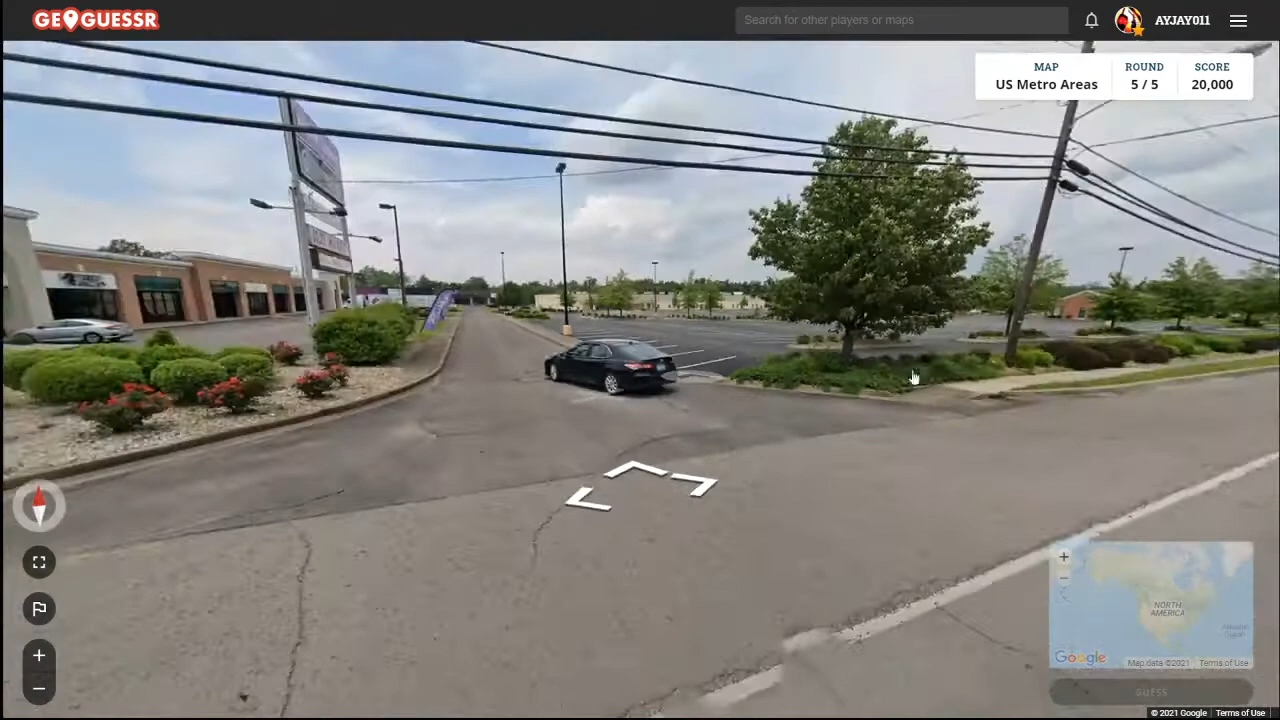 GEOGUESSR
Search for other players or maps
AYJAY011
MAP
US Metro Areas
ROUND
5 / 5
SCORE
20,000
+
−
NORTH
AMERICA
Google
Map data ©2021
Terms of Use
GUESS
+
−
© 2021 Google
Terms of Use